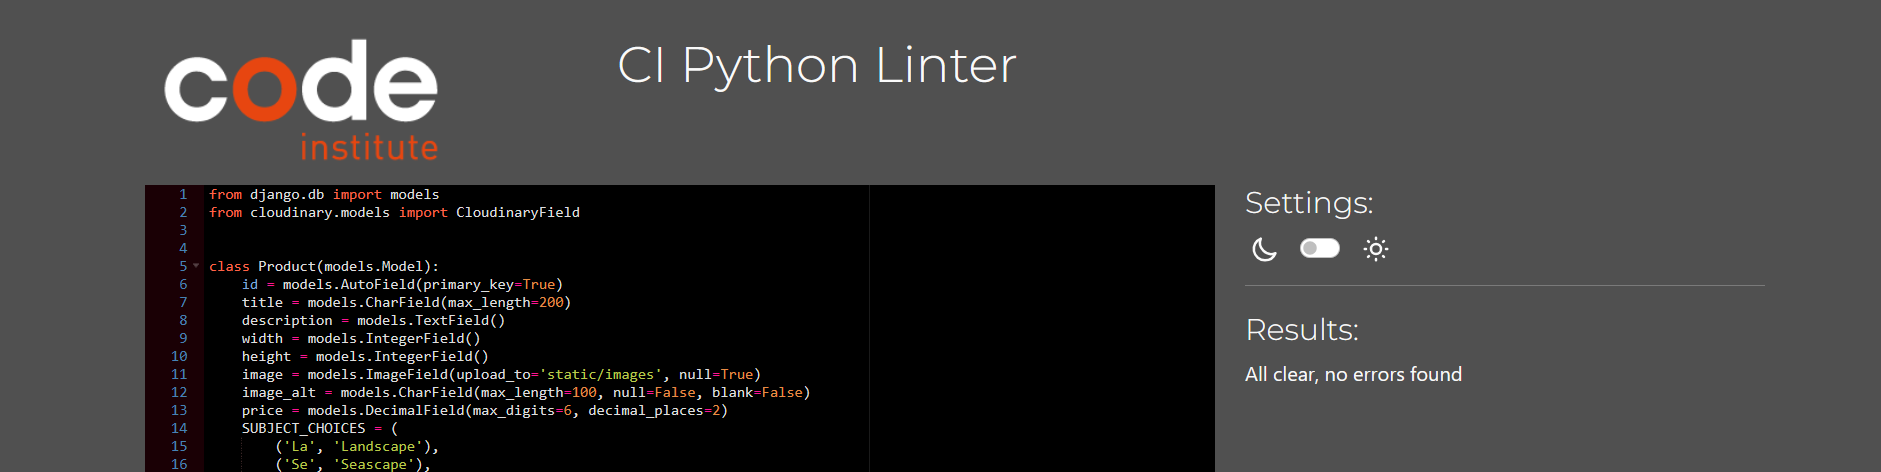 code
institute
CI Python Linter
1 from django.db import models
2 from cloudinary.models import CloudinaryField
3
4
5 class Product(models.Model):
6     id = models.AutoField(primary_key=True)
7     title = models.CharField(max_length=200)
8     description = models.TextField()
9     width = models.IntegerField()
10     height = models.IntegerField()
11     image = models.ImageField(upload_to='static/images', null=True)
12     image_alt = models.CharField(max_length=100, null=False, blank=False)
13     price = models.DecimalField(max_digits=6, decimal_places=2)
14     SUBJECT_CHOICES = (
15         ('La', 'Landscape'),
16         ('Se', 'Seascape'),
Settings:
Results:
All clear, no errors found